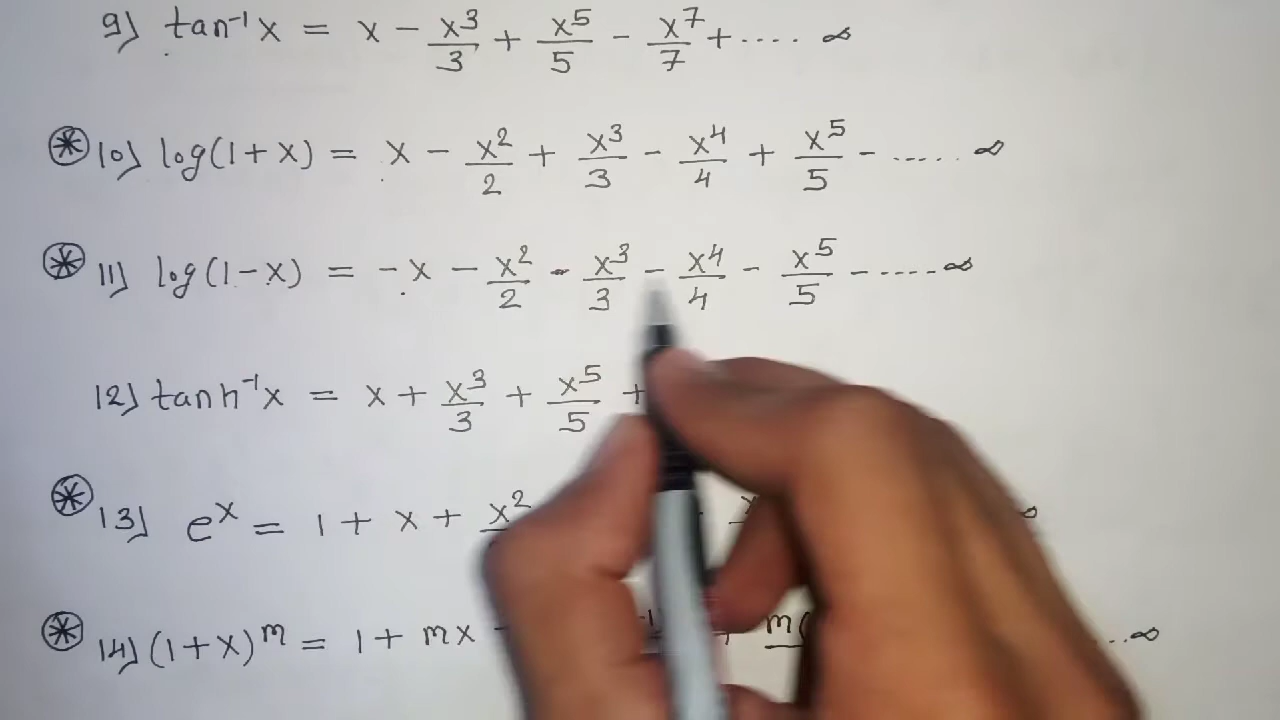 9) tan⁻¹x = x - x³/3 + x⁵/5 - x⁷/7 + .... ∞
⊛ 10) log(1+x) = x - x²/2 + x³/3 - x⁴/4 + x⁵/5 - ..... ∞
⊛ 11) log(1-x) = -x - x²/2 - x³/3 - x⁴/4 - x⁵/5 - ....∞
12) tanh⁻¹x = x + x³/3 + x⁵/5 +
⊛ 13) eˣ = 1 + x + x²
⊛ 14) (1+x)ᵐ = 1 + mx + m( ..∞